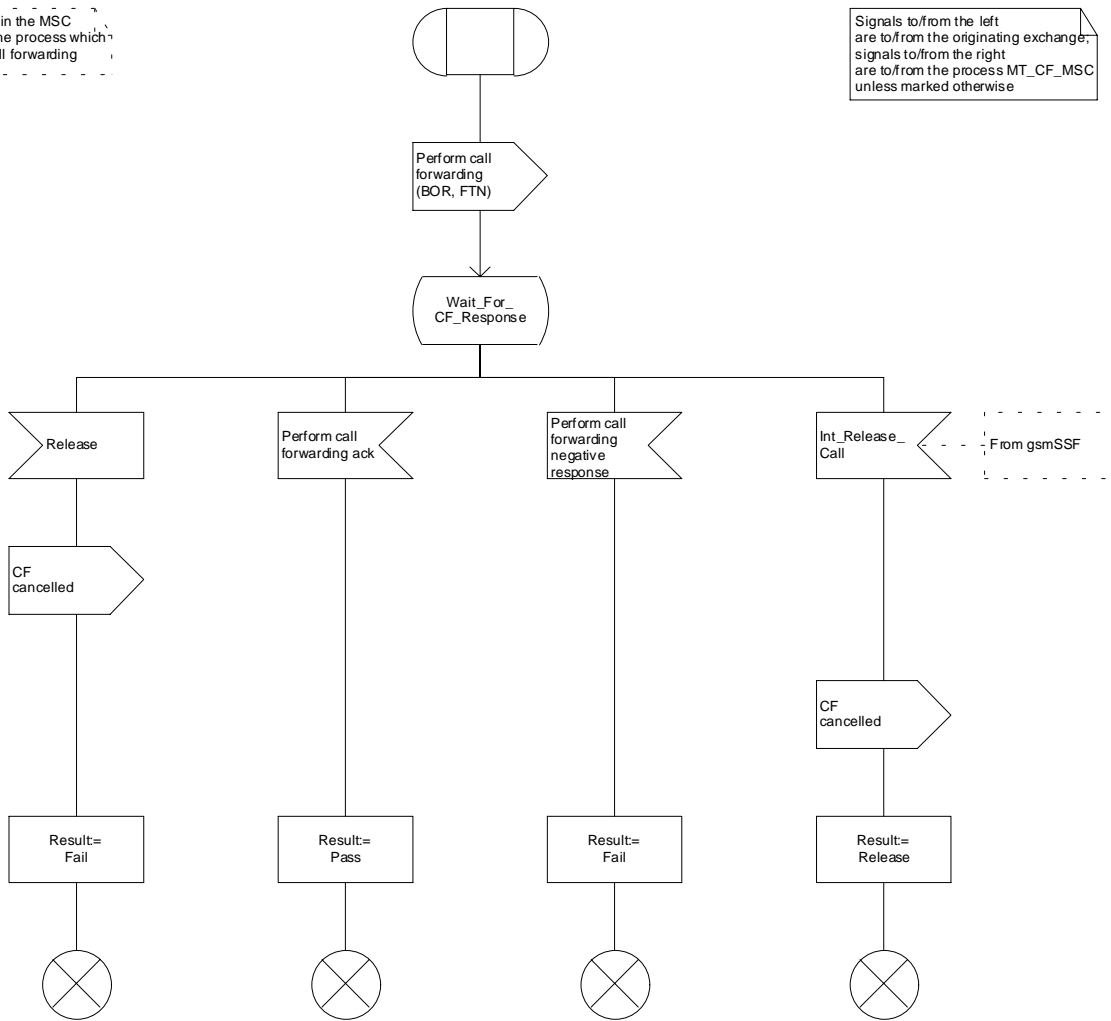 in the MSC
process which
forwarding
Signals to/from the left
are to/from the originating exchange;
signals to/from the right
are to/from the process MT_CF_MSC
unless marked otherwise
Perform call
forwarding
(BOR, FTN)
Wait_For_
CF_Response
Release
Perform call
forwarding ack
Perform call
forwarding
negative
response
Int_Release_
Call
From gsmSSF
CF
cancelled
CF
cancelled
Result:=
Fail
Result:=
Pass
Result:=
Fail
Result:=
Release